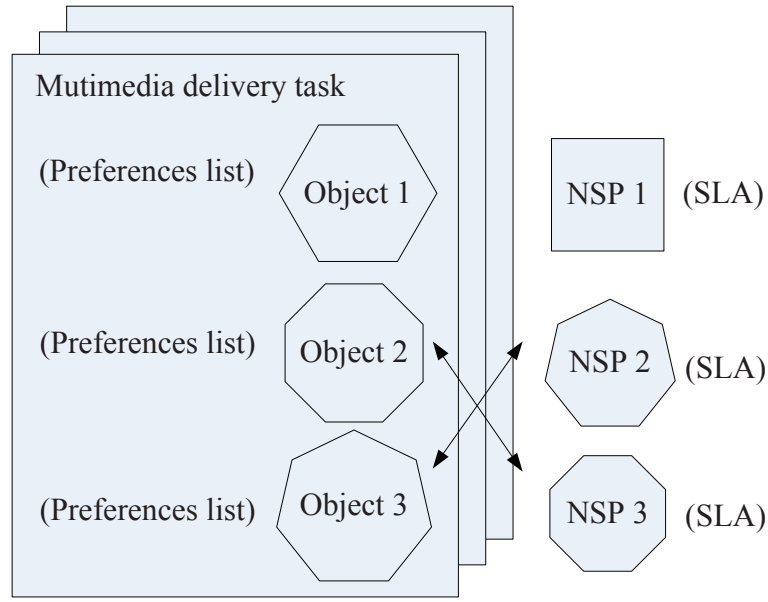 Mutimedia delivery task
(Preferences list)
Object 1
NSP 1
(SLA)
(Preferences list)
Object 2
NSP 2
(SLA)
(Preferences list)
Object 3
NSP 3
(SLA)